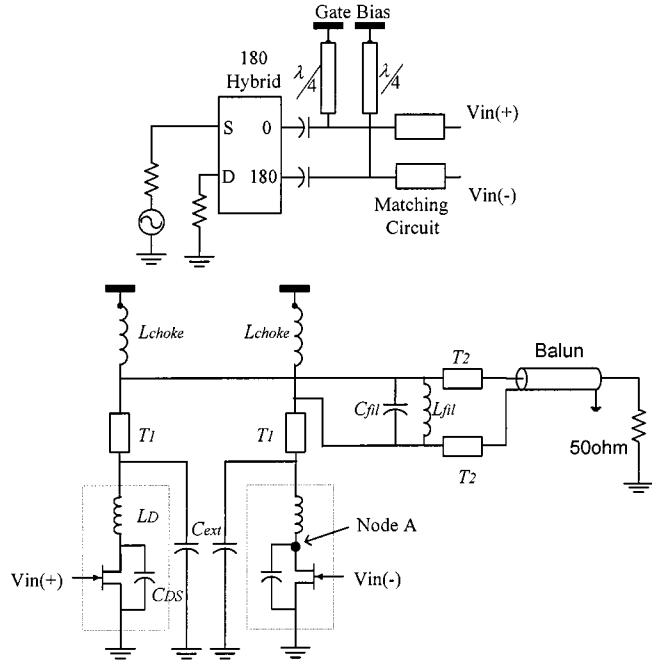 Gate Bias
180
Hybrid
λ/4
λ/4
S
0
Vin(+)
D
180
Vin(-)
Matching
Circuit
Lchoke
Lchoke
T2
Balun
Cfil
Lfil
T1
T1
T2
50ohm
LD
Cext
Node A
Vin(+)
CDS
Vin(-)